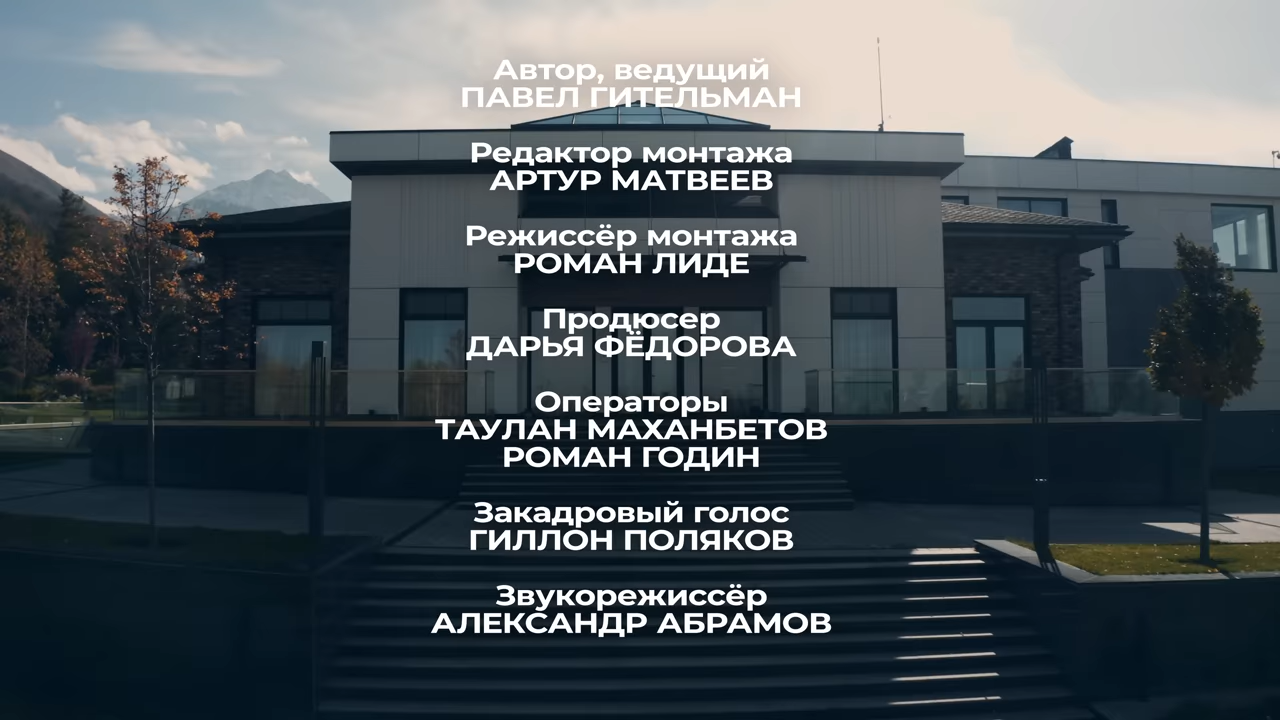 Автор, ведущий
ПАВЕЛ ГИТЕЛЬМАН
Редактор монтажа
АРТУР МАТВЕЕВ
Режиссёр монтажа
РОМАН ЛИДЕ
Продюсер
ДАРЬЯ ФЁДОРОВА
Операторы
ТАУЛАН МАХАНБЕТОВ
РОМАН ГОДИН
Закадровый голос
ГИЛЛОН ПОЛЯКОВ
Звукорежиссёр
АЛЕКСАНДР АБРАМОВ